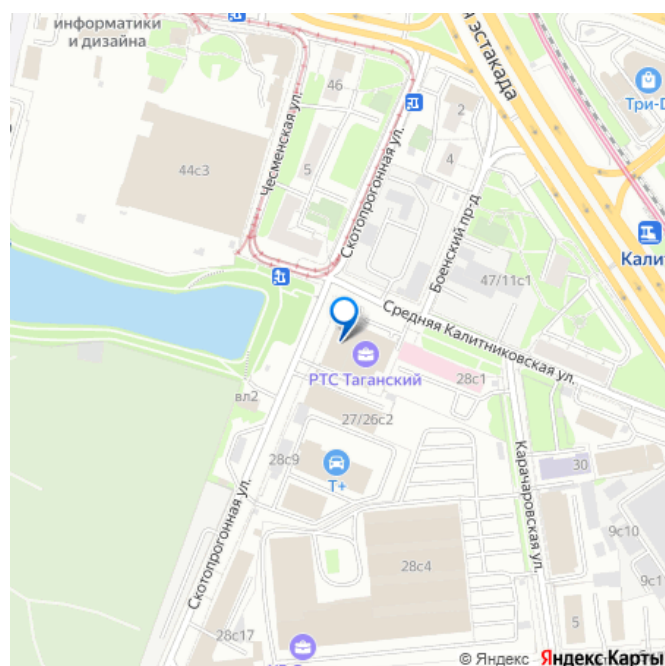 информатики
и дизайна
я эстакада
46
2
Три-D
Чесменская ул.
44с3
5
4
Скотопрогонная ул.
Боенский пр-д
Калит
47/11с1
Средняя Калитниковская ул.
РТС Таганский
28с1
вл2
27/26с2
28с9
Т+
30
Карачаровская ул.
Скотопрогонная ул.
9с10
28с4
9с1
5
28с17
© Яндекс Яндекс Карты